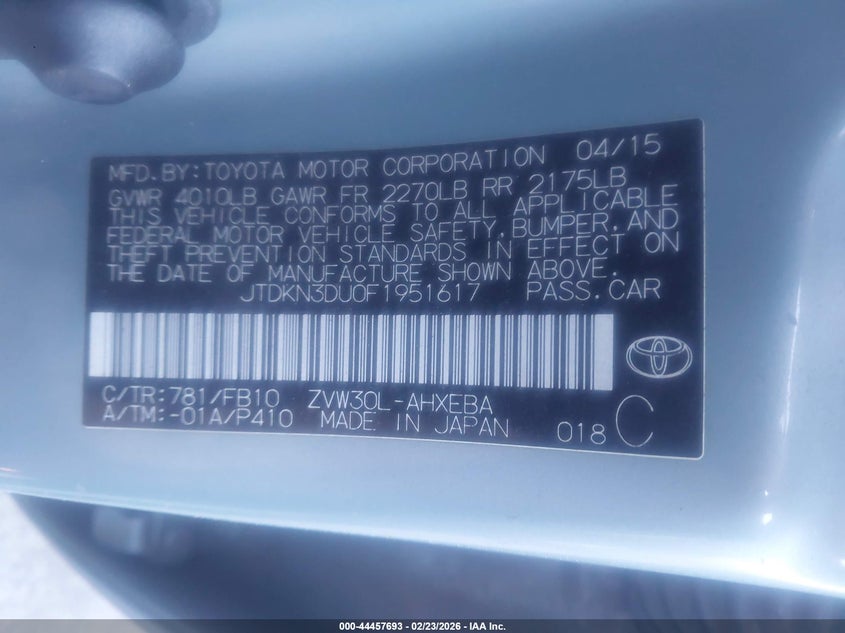 MFD.BY:TOYOTA MOTOR CORPORATION 04/15
GVWR 4010LB GAWR FR 2270LB RR 2175LB
THIS VEHICLE CONFORMS TO ALL APPLICABLE
FEDERAL MOTOR VEHICLE SAFETY,BUMPER,AND
THEFT PREVENTION STANDARDS IN EFFECT ON
THE DATE OF MANUFACTURE SHOWN ABOVE.
JTDKN3DU0F1951617 PASS.CAR
C/TR:781/FB10 ZVW30L-AHXEBA
A/TM:-01A/P410 MADE IN JAPAN 018 C
000-44457693 - 02/23/2026 - IAA Inc.